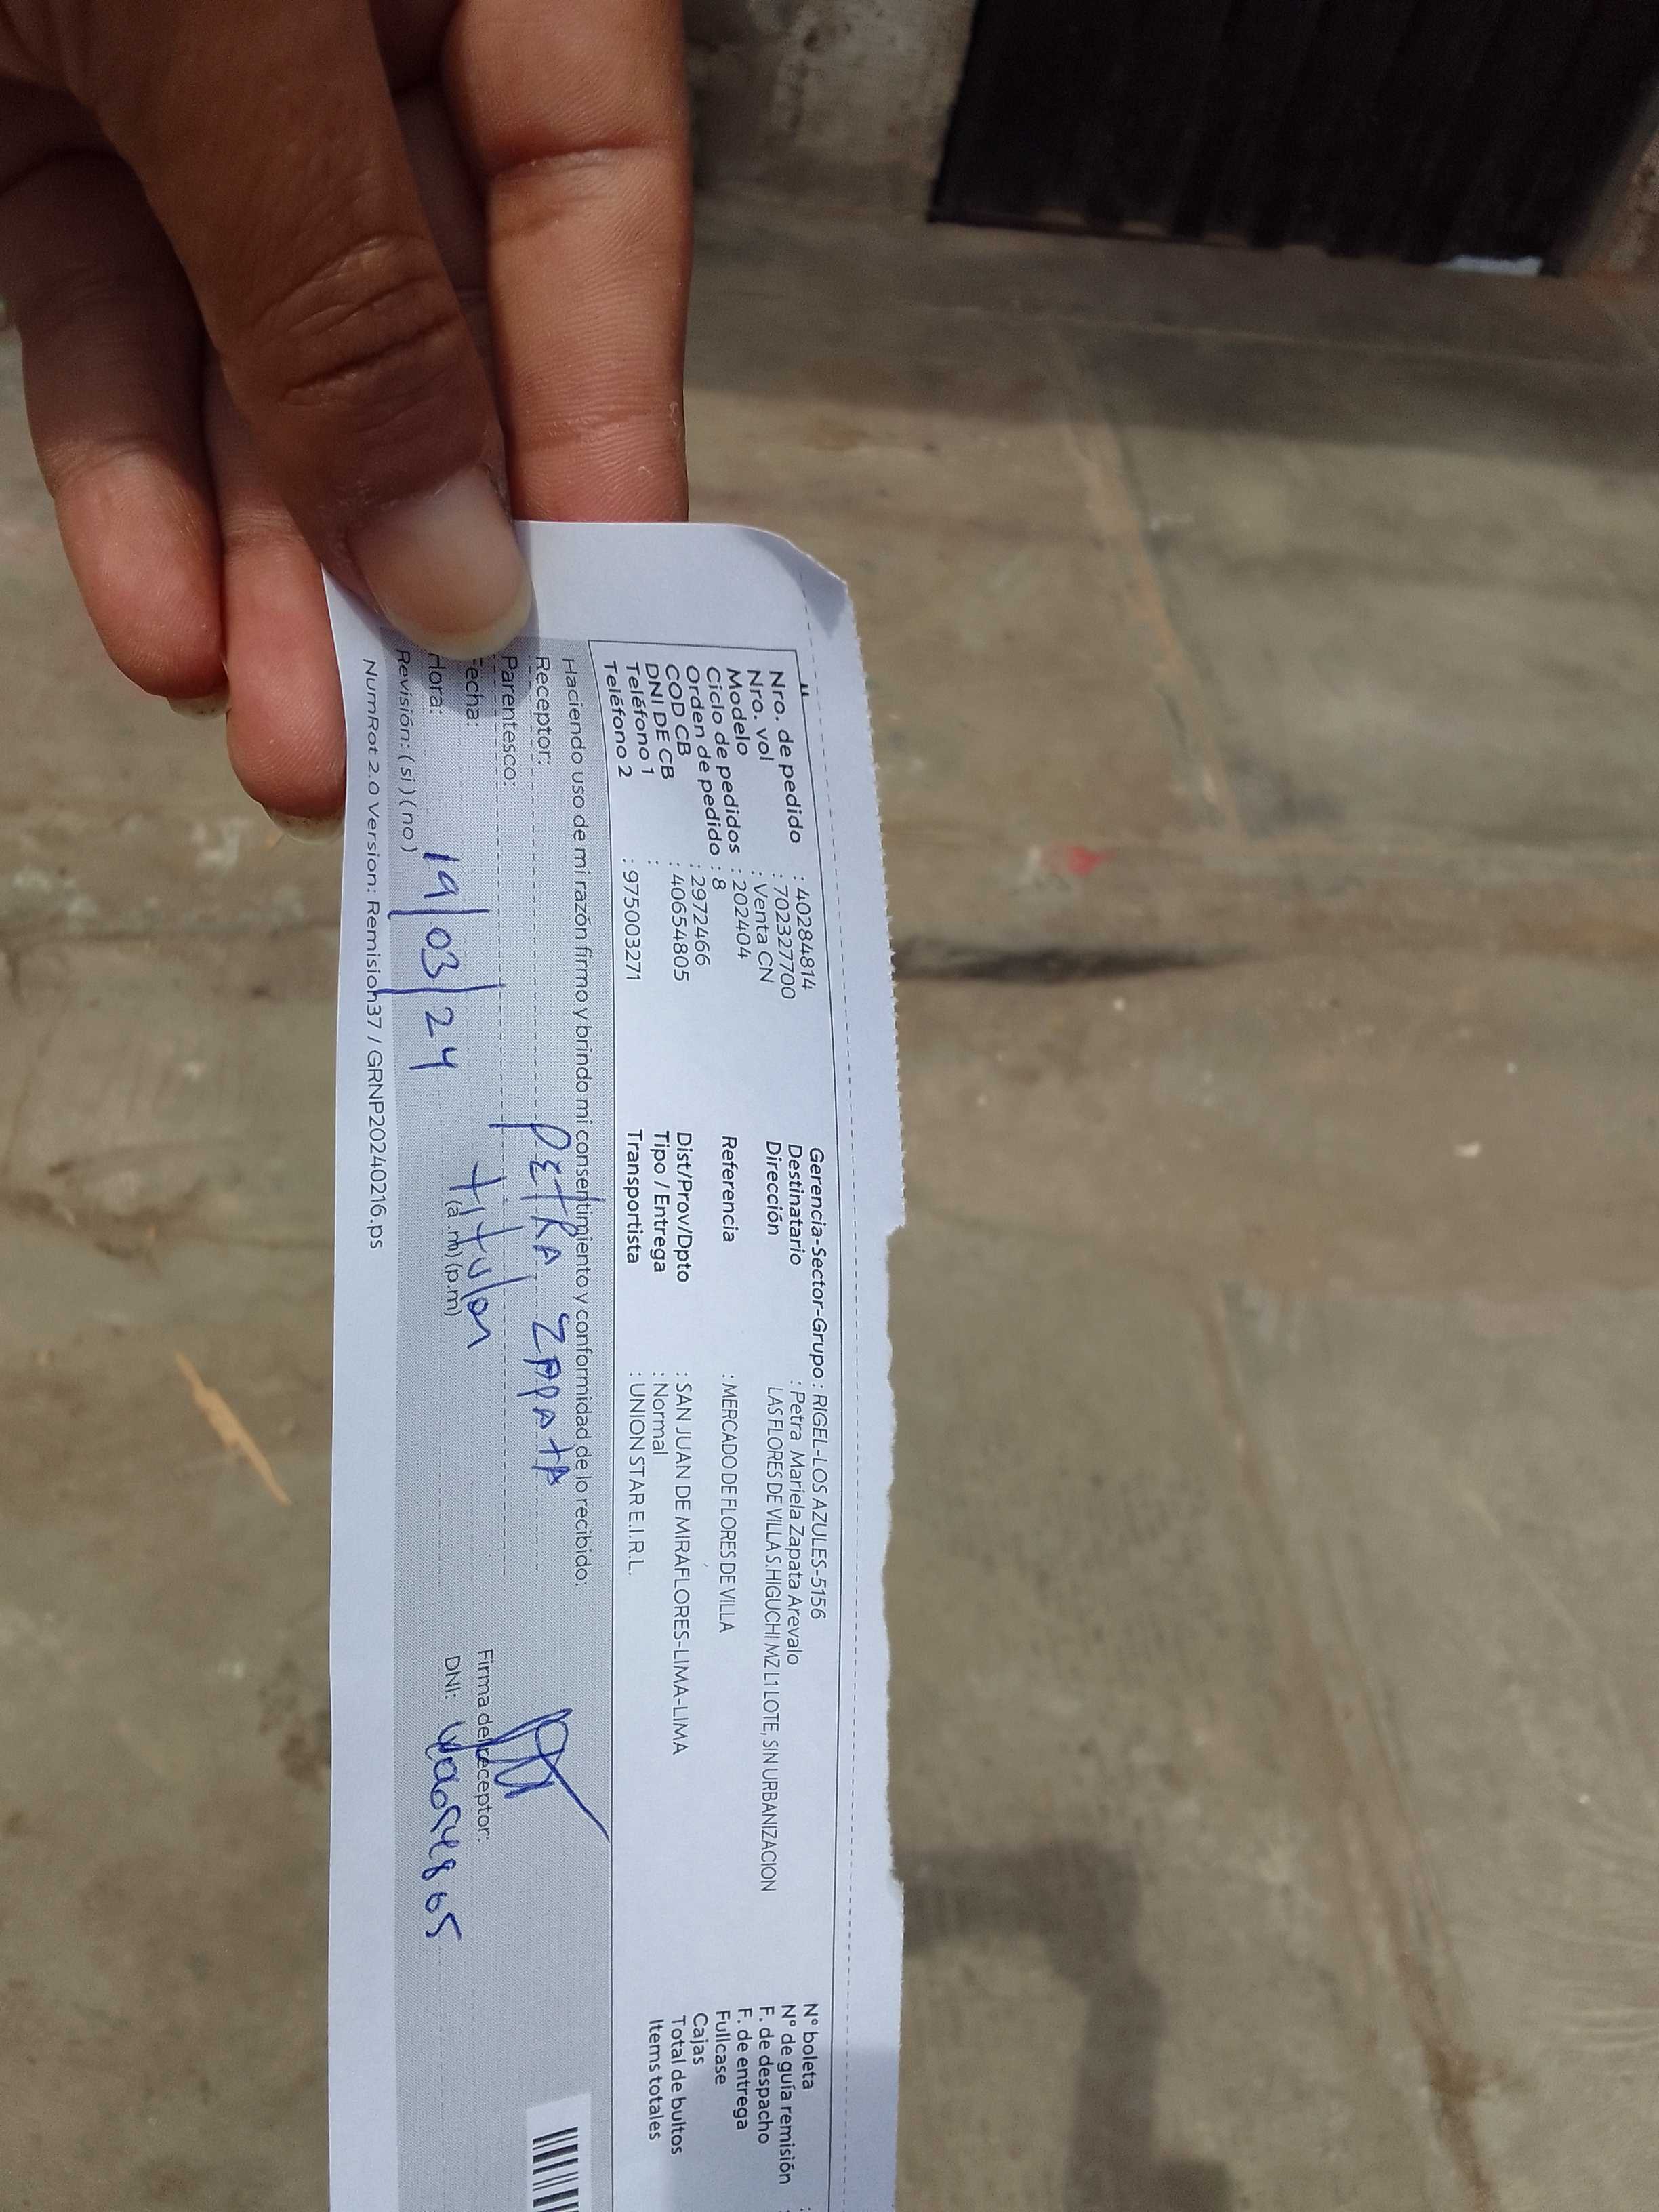 Nro. de pedido : 40284814
Nro. vol : 702327700
Modelo : Venta CN
Ciclo de pedidos : 202404
Orden de pedido : 8
COD CB : 2972466
DNI DE CB : 40654805
Teléfono 1 :
Teléfono 2 : 975003271
Gerencia-Sector-Grupo : RIGEL-LOS AZULES-5156
Destinatario : Petra Mariela Zapata Arevalo
Dirección LAS FLORES DE VILLA S.HIGUCHI MZ L1 LOTE, SIN URBANIZACION
Referencia : MERCADO DE FLORES DE VILLA
Dist/Prov/Dpto : SAN JUAN DE MIRAFLORES-LIMA-LIMA
Tipo / Entrega : Normal
Transportista : UNION STAR E.I.R.L.
N° boleta
N° de guía remisión :
F. de despacho
F. de entrega
Fullcase
Cajas
Total de bultos
Items totales
Haciendo uso de mi razón firmo y brindo mi consentimiento y conformidad de lo recibido:
Receptor: PETRA ZAPATA
Parentesco: titular
Fecha: 19/03/24
Hora: (a.m) (p.m)
Revisión: (si) (no)
Firma del receptor:
DNI: 40654805
NumRot 2.0 Version: Remision37 / GRNP20240216.ps